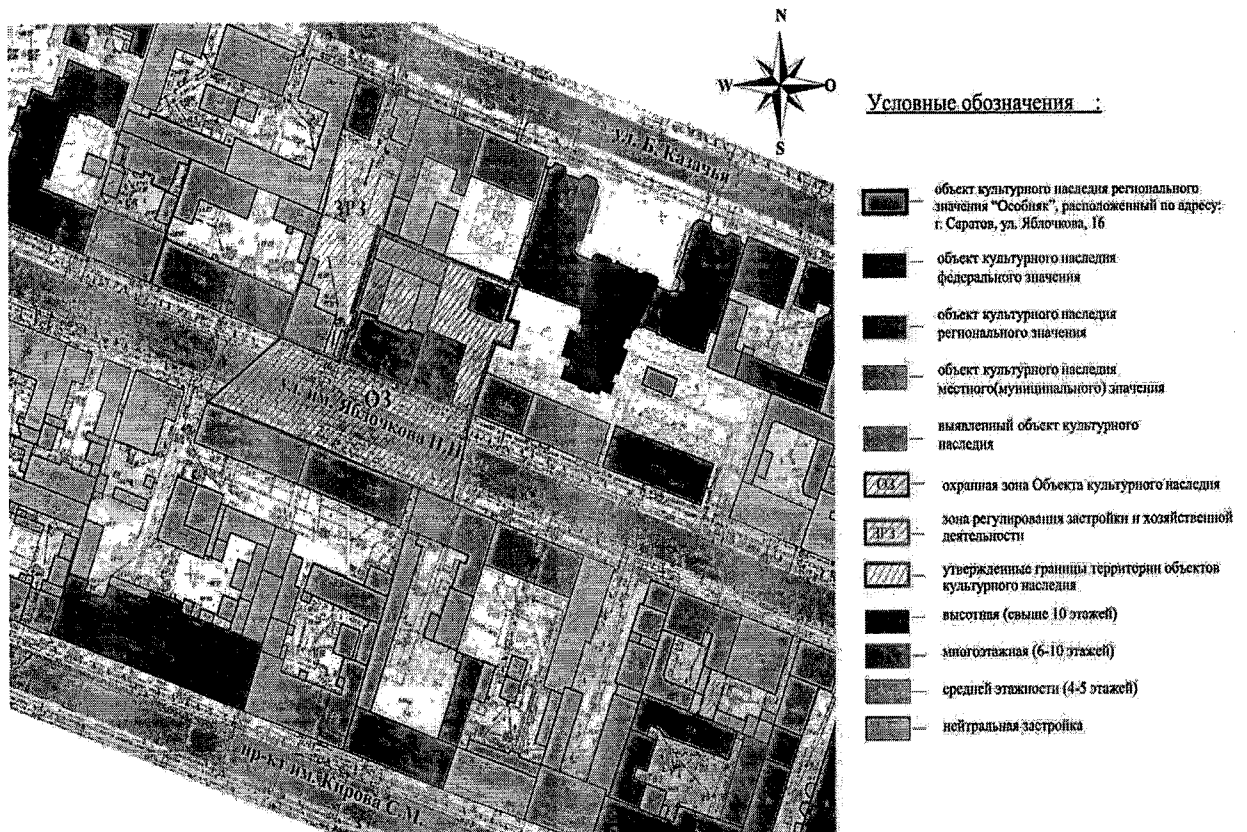 N
W
O
S
Условные обозначения :
объект культурного наследия регионального
значения "Особняк", расположенный по адресу:
г. Саратов, ул. Яблочкова, 16
объект культурного наследия
федерального значения
объект культурного наследия
регионального значения
объект культурного наследия
местного(муниципального) значения
выявленный объект культурного
наследия
ОЗ
охранная зона Объекта культурного наследия
ЗРЗ
зона регулирования застройки и хозяйственной
деятельности
утвержденные границы территории объектов
культурного наследия
высотная (свыше 10 этажей)
многоэтажная (6-10 этажей)
средней этажности (4-5 этажей)
нейтральная застройка
ул. Б. Казачья
ЗРЗ
ОЗ
ул. им. Яблочкова П.Н.
пр-кт им. Кирова С.М.